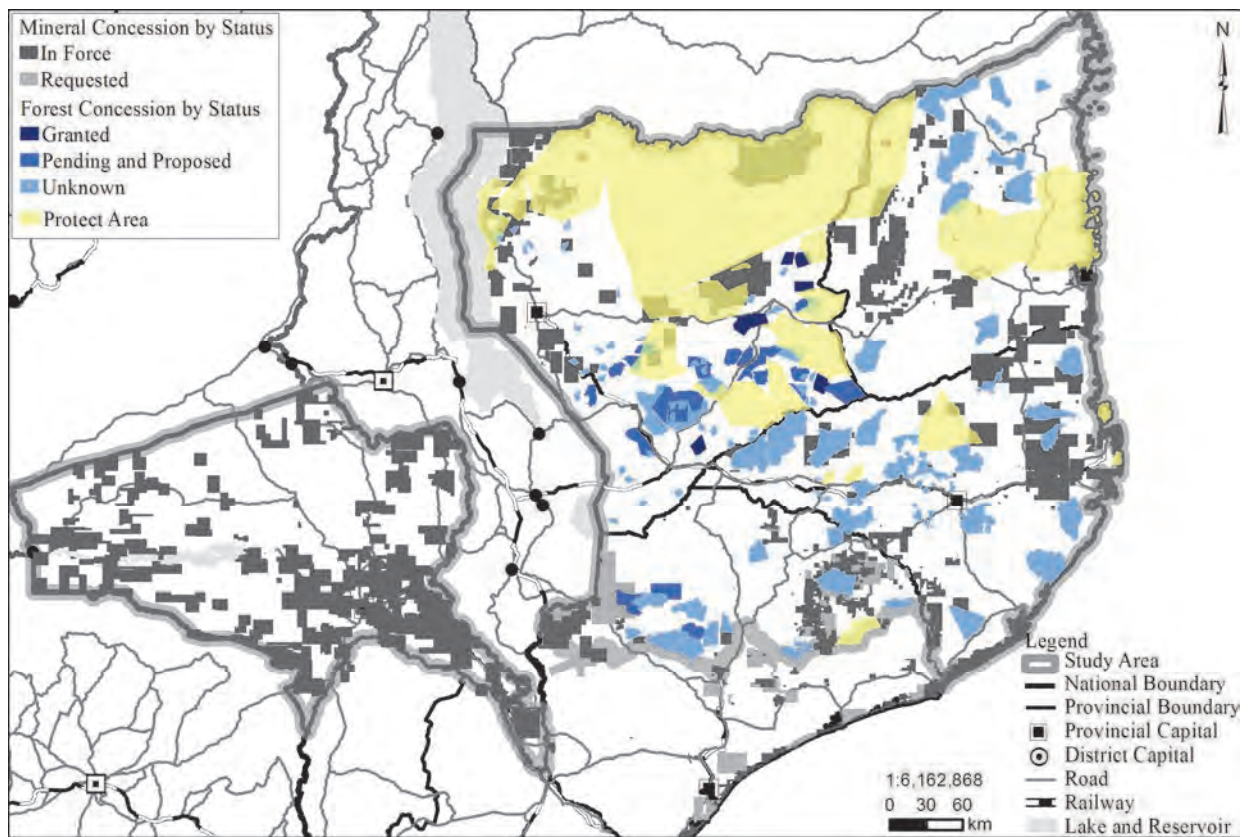 Mineral Concession by Status
In Force
Requested
Forest Concession by Status
Granted
Pending and Proposed
Unknown
Protect Area
N
Legend
Study Area
National Boundary
Provincial Boundary
Provincial Capital
District Capital
Road
Railway
Lake and Reservoir
1:6,162,868
0 30 60
km